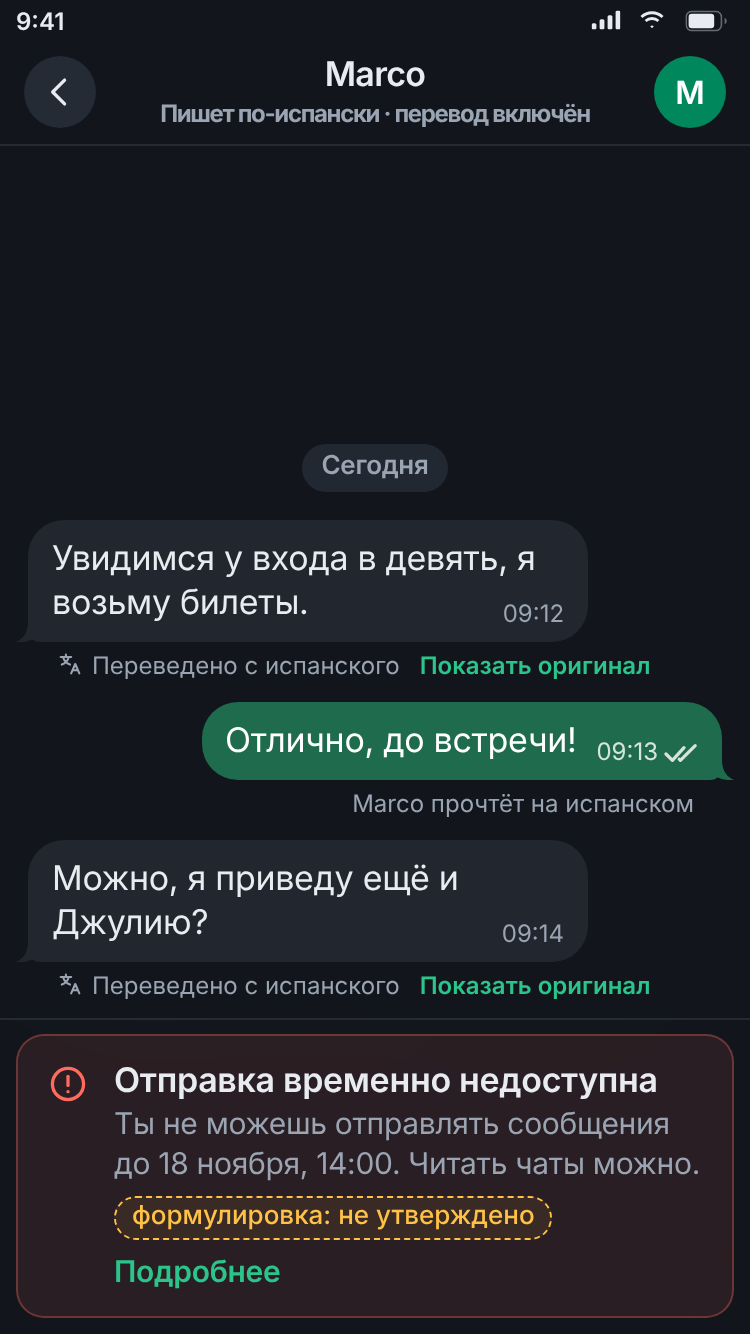 9:41
Marco
Пишет по-испански · перевод включён
M
Сегодня
Увидимся у входа в девять, я
возьму билеты.
09:12
Переведено с испанского Показать оригинал
Отлично, до встречи! 09:13
Marco прочтёт на испанском
Можно, я приведу ещё и
Джулию?
09:14
Переведено с испанского Показать оригинал
Отправка временно недоступна
Ты не можешь отправлять сообщения
до 18 ноября, 14:00. Читать чаты можно.
формулировка: не утверждено
Подробнее